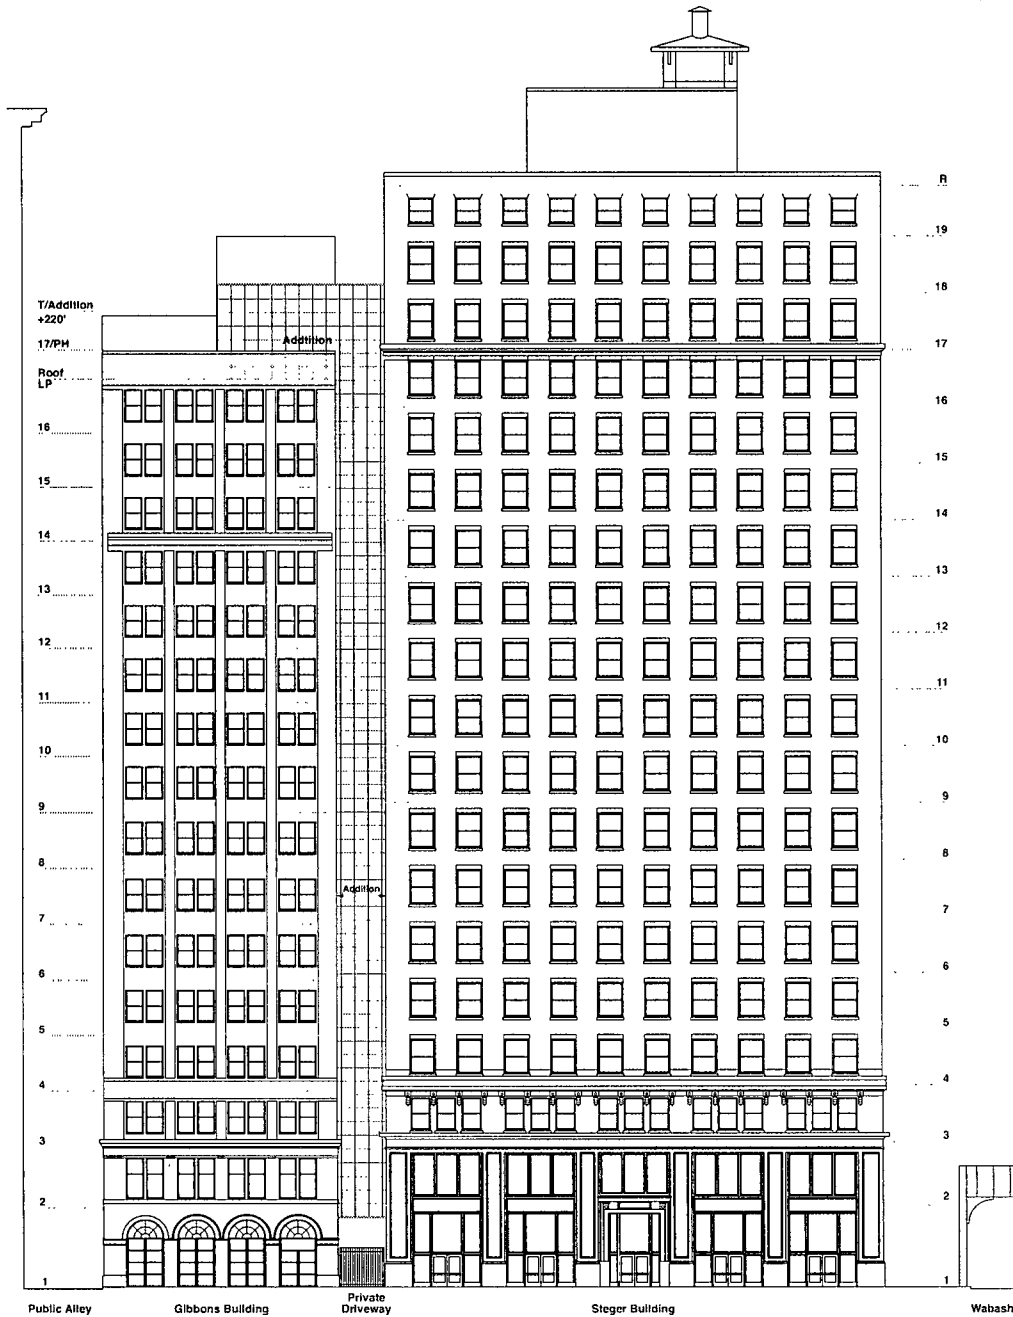 R
19
18
T/Addition
+220'
Addition
17/PH
17
Roof
LP
16
16
15
15
14
14
13
13
12
12
11
11
10
10
9
9
8
8
Addition
7
7
6
6
5
5
4
4
3
3
2
2
1
1
Public Alley
Gibbons Building
Private
Driveway
Steger Building
Wabash